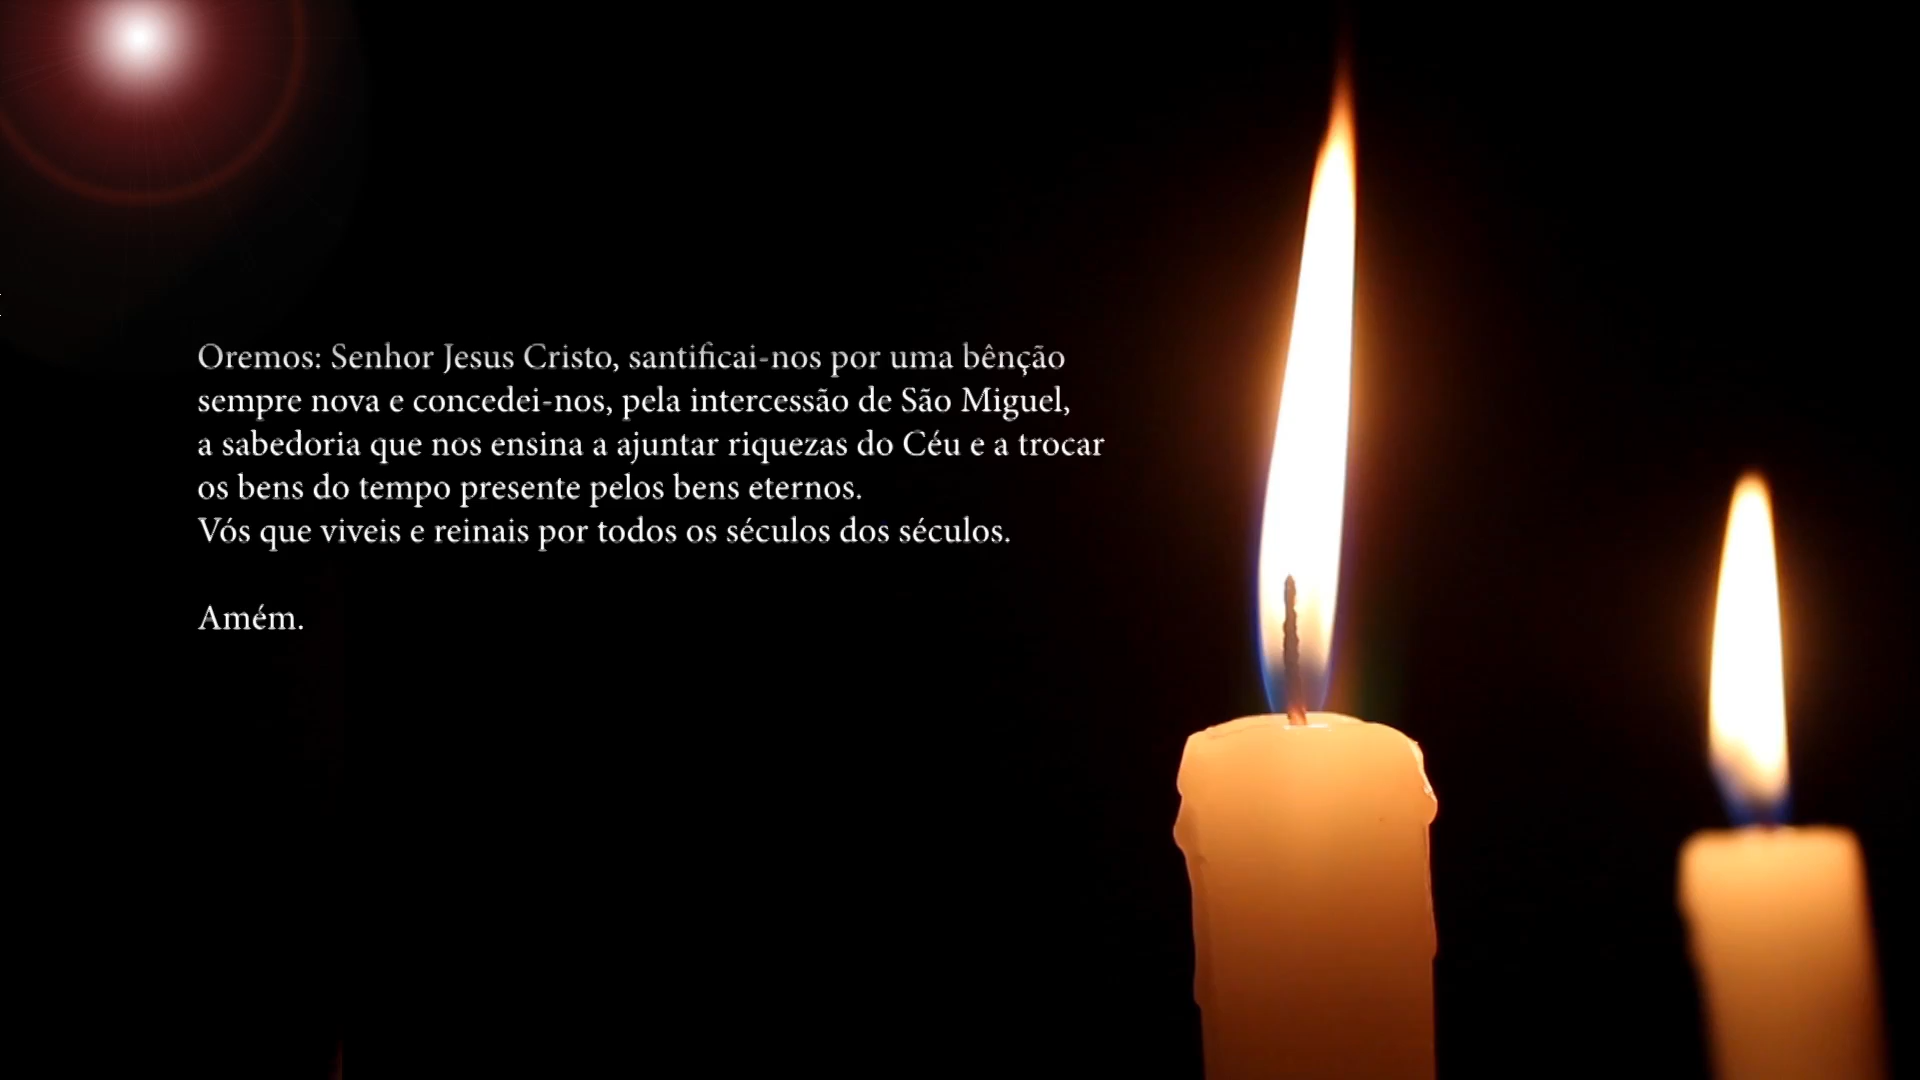 Oremos: Senhor Jesus Cristo, santificai-nos por uma bênção
sempre nova e concedei-nos, pela intercessão de São Miguel,
a sabedoria que nos ensina a ajuntar riquezas do Céu e a trocar
os bens do tempo presente pelos bens eternos.
Vós que viveis e reinais por todos os séculos dos séculos.
Amém.